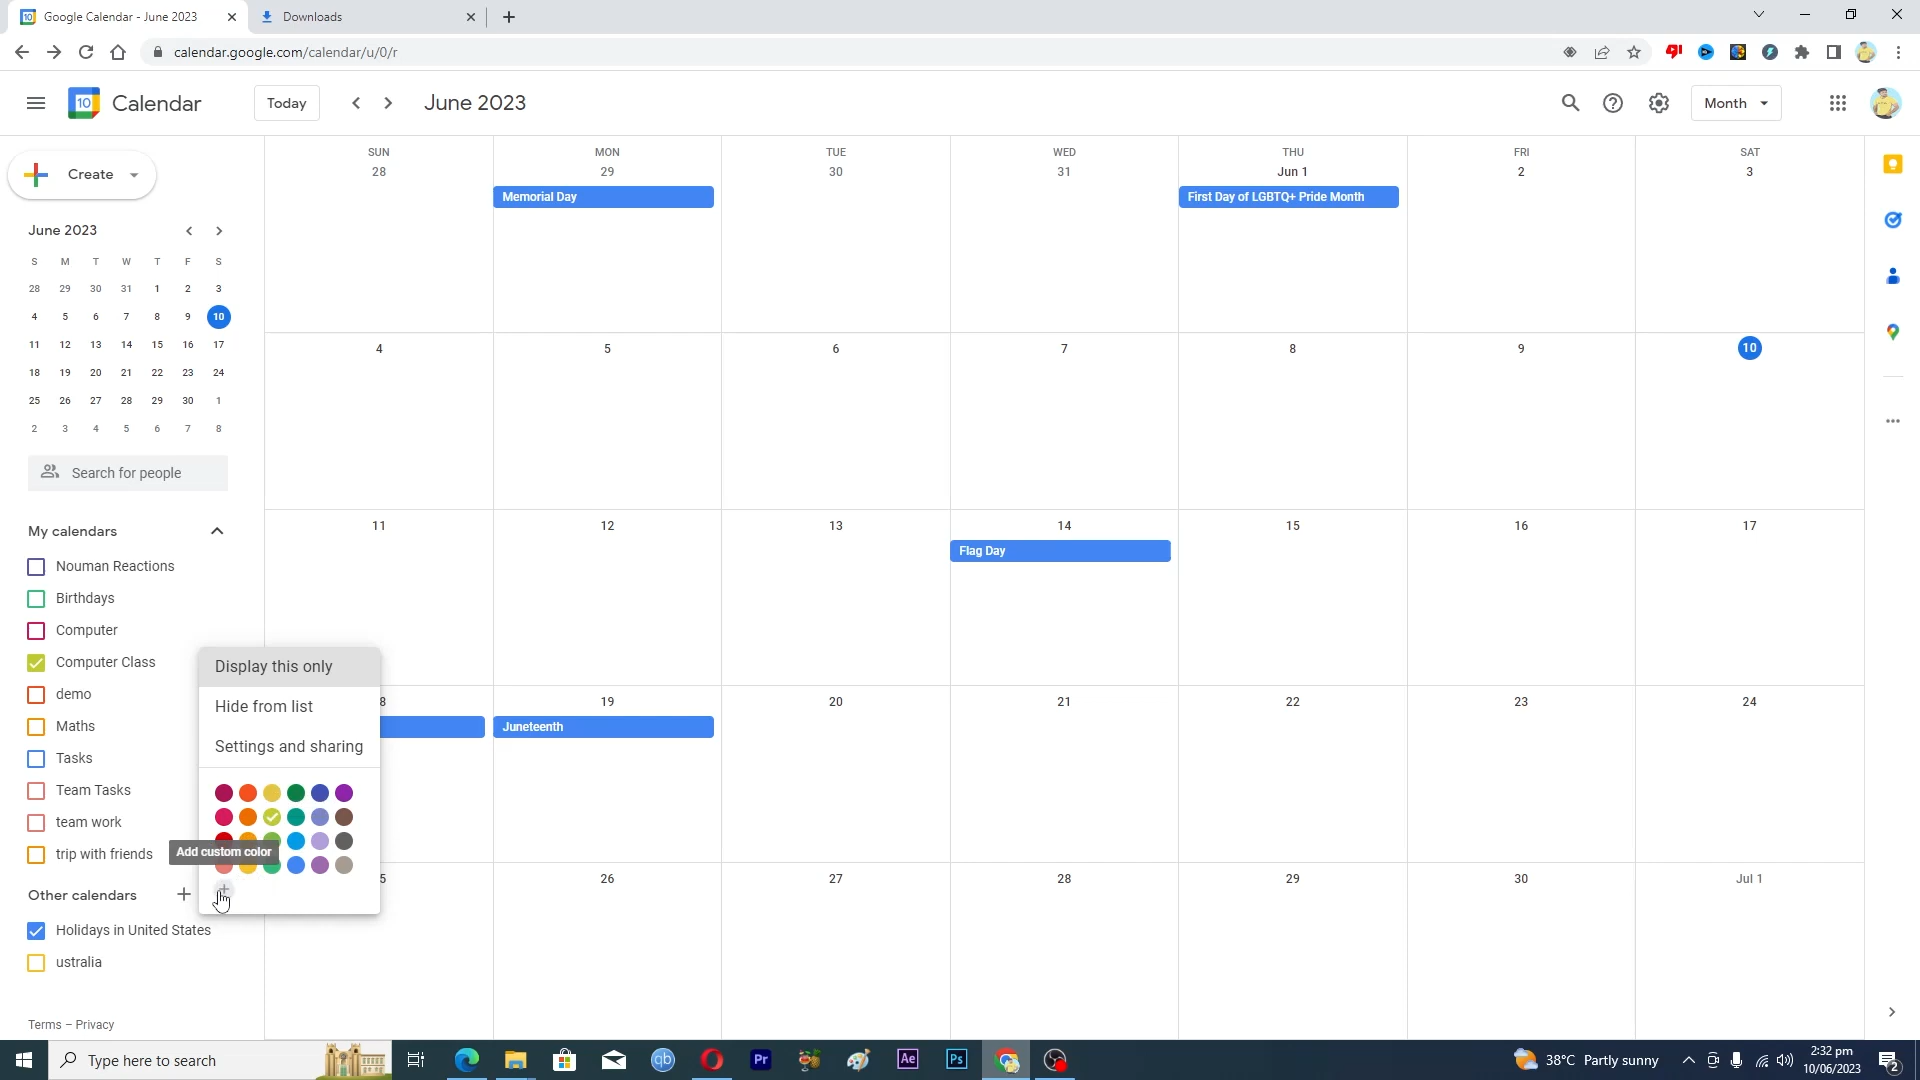 Google Calendar - June 2023
Downloads
calendar.google.com/calendar/u/0/r
10
Calendar
Today
June 2023
Month
Create
June 2023
S M T W T F S
28 29 30 31 1 2 3
4 5 6 7 8 9 10
11 12 13 14 15 16 17
18 19 20 21 22 23 24
25 26 27 28 29 30 1
2 3 4 5 6 7 8
Search for people
My calendars
Nouman Reactions
Birthdays
Computer
Computer Class
demo
Maths
Tasks
Team Tasks
team work
trip with friends
Other calendars
Holidays in United States
ustralia
Terms – Privacy
Display this only
Hide from list
Settings and sharing
Add custom color
SUN MON TUE WED THU FRI SAT
28 29 30 31 Jun 1 2 3
Memorial Day
First Day of LGBTQ+ Pride Month
4 5 6 7 8 9 10
11 12 13 14 15 16 17
Flag Day
8 19 20 21 22 23 24
Juneteenth
5 26 27 28 29 30 Jul 1
Type here to search
qb
Pr
Ae
Ps
38°C Partly sunny
2:32 pm
10/06/2023
2